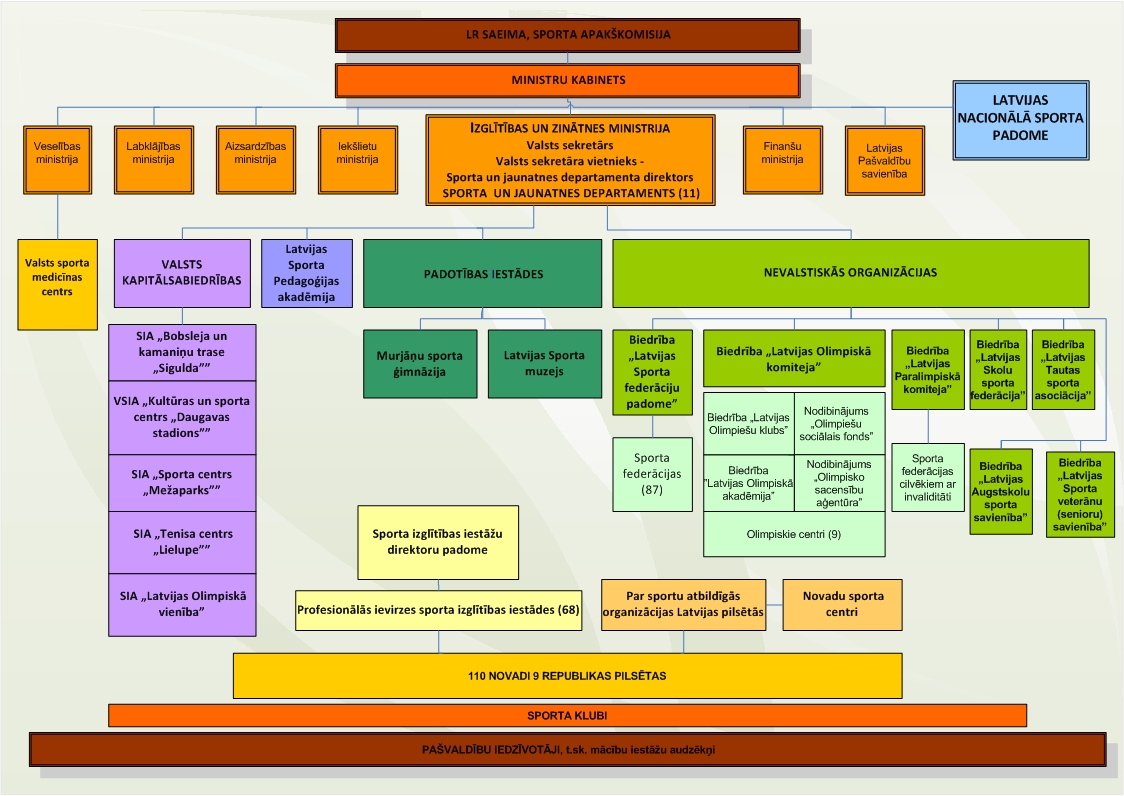 LR SAEIMA, SPORTA APAKŠKOMISIJA
MINISTRU KABINETS
LATVIJAS
NACIONĀLĀ SPORTA
PADOME
Veselības
ministrija
Labklājības
ministrija
Aizsardzības
ministrija
Iekšlietu
ministrija
IZGLĪTĪBAS UN ZINĀTNES MINISTRIJA
Valsts sekretārs
Valsts sekretāra vietnieks -
Sporta un jaunatnes departamenta direktors
SPORTA UN JAUNATNES DEPARTAMENTS (11)
Finanšu
ministrija
Latvijas
Pašvaldību
savienība
Valsts sporta
medicīnas
centrs
VALSTS
KAPITĀLSABIEDRĪBAS
Latvijas
Sporta
Pedagoģijas
akadēmija
PADOTĪBAS IESTĀDES
NEVALSTISKĀS ORGANIZĀCIJAS
SIA „Bobsleja un
kamaniņu trase
„Sigulda””
VSIA „Kultūras un sporta
centrs „Daugavas
stadions””
SIA „Sporta centrs
„Mežaparks””
SIA „Tenisa centrs
„Lielupe””
SIA „Latvijas Olimpiskā
vienība”
Murjāņu sporta
ģimnāzija
Latvijas Sporta
muzejs
Biedrība
„Latvijas
Sporta
federāciju
padome”
Sporta
federācijas
(87)
Biedrība „Latvijas Olimpiskā
komiteja”
Biedrība „Latvijas
Olimpiešu klubs”
Nodibinājums
„Olimpiešu
sociālais fonds”
Biedrība
”Latvijas Olimpiskā
akadēmija”
Nodibinājums
„Olimpisko
sacensību
aģentūra”
Olimpiskie centri (9)
Biedrība
„Latvijas
Paralimpiskā
komiteja”
Sporta
federācijas
cilvēkiem ar
invaliditāti
Biedrība
„Latvijas
Skolu
sporta
federācija”
Biedrība
„Latvijas
Tautas
sporta
asociācija”
Biedrība
„Latvijas
Augstskolu
sporta
savienība”
Biedrība
„Latvijas
Sporta
veterānu
(senioru)
savienība”
Sporta izglītības iestāžu
direktoru padome
Profesionālās ievirzes sporta izglītības iestādes (68)
Par sportu atbildīgās
organizācijas Latvijas pilsētās
Novadu sporta
centri
110 NOVADI 9 REPUBLIKAS PILSĒTAS
SPORTA KLUBI
PAŠVALDĪBU IEDZĪVOTĀJI, t.sk. mācību iestāžu audzēkņi